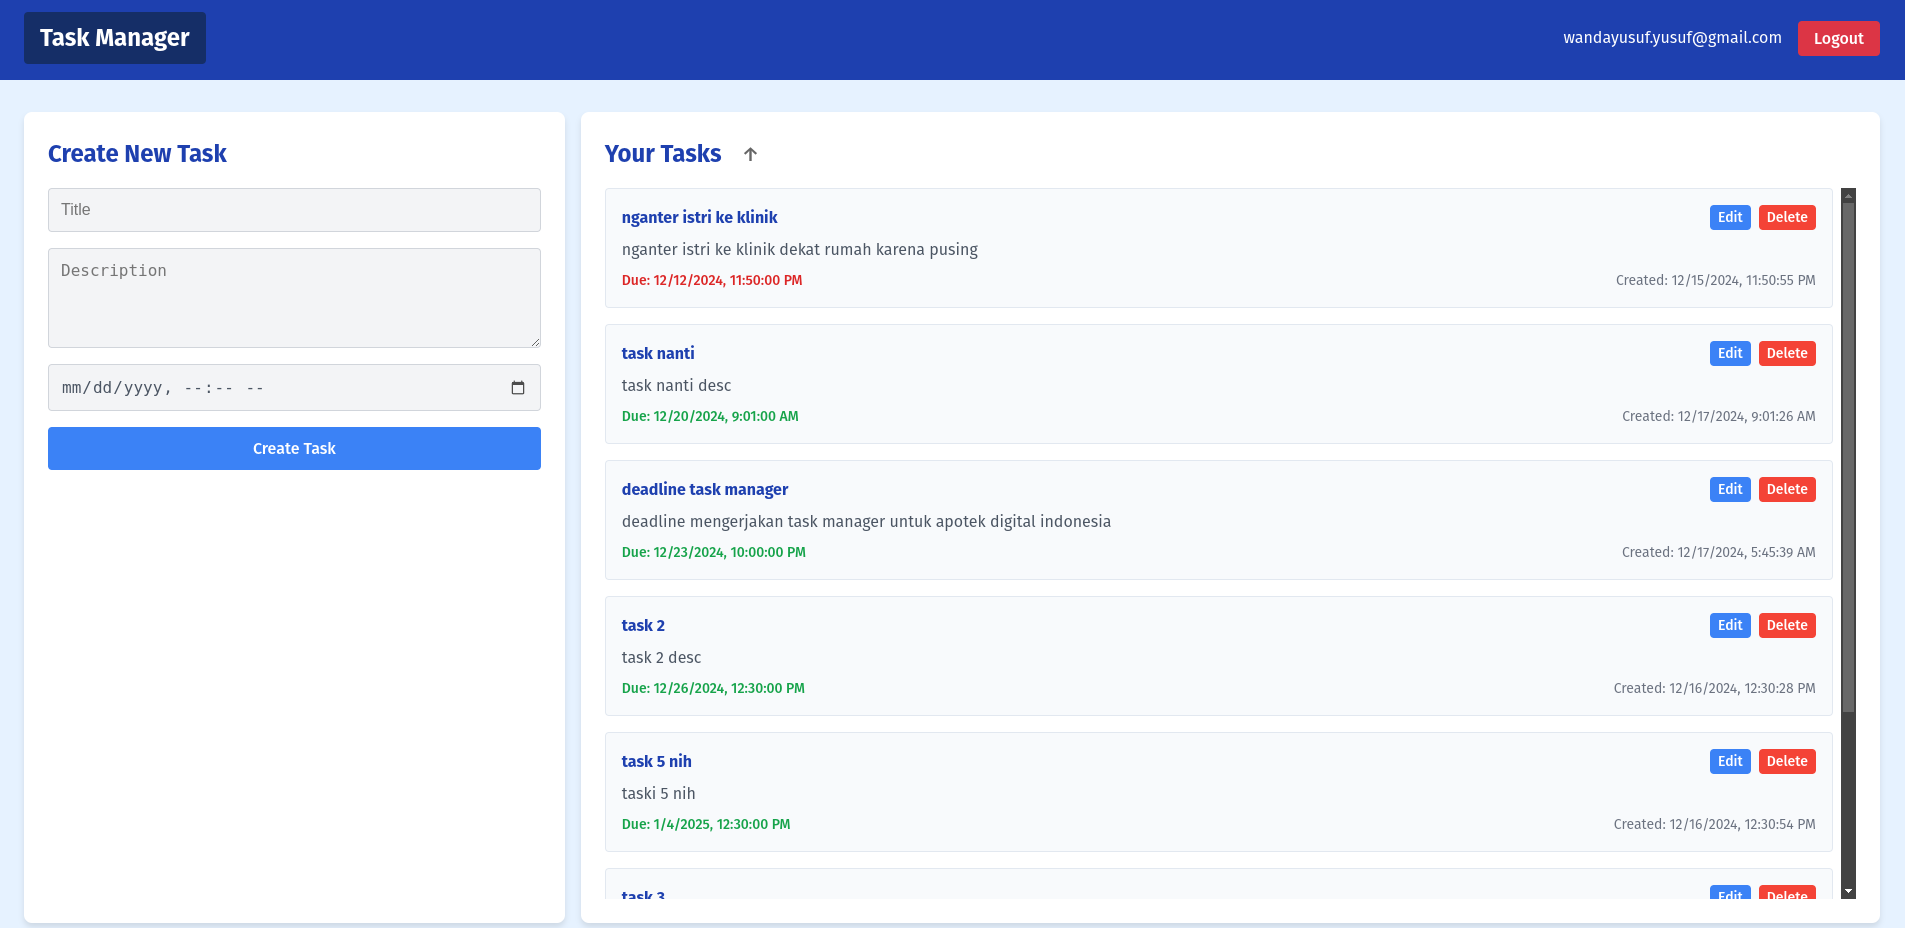 Task Manager
wandayusuf.yusuf@gmail.com
Logout
Create New Task
Title
Description
mm/dd/yyyy, --:-- --
Create Task
Your Tasks ↑
nganter istri ke klinik
Edit
Delete
nganter istri ke klinik dekat rumah karena pusing
Due: 12/12/2024, 11:50:00 PM
Created: 12/15/2024, 11:50:55 PM
task nanti
Edit
Delete
task nanti desc
Due: 12/20/2024, 9:01:00 AM
Created: 12/17/2024, 9:01:26 AM
deadline task manager
Edit
Delete
deadline mengerjakan task manager untuk apotek digital indonesia
Due: 12/23/2024, 10:00:00 PM
Created: 12/17/2024, 5:45:39 AM
task 2
Edit
Delete
task 2 desc
Due: 12/26/2024, 12:30:00 PM
Created: 12/16/2024, 12:30:28 PM
task 5 nih
Edit
Delete
taski 5 nih
Due: 1/4/2025, 12:30:00 PM
Created: 12/16/2024, 12:30:54 PM
task 3
Edit
Delete